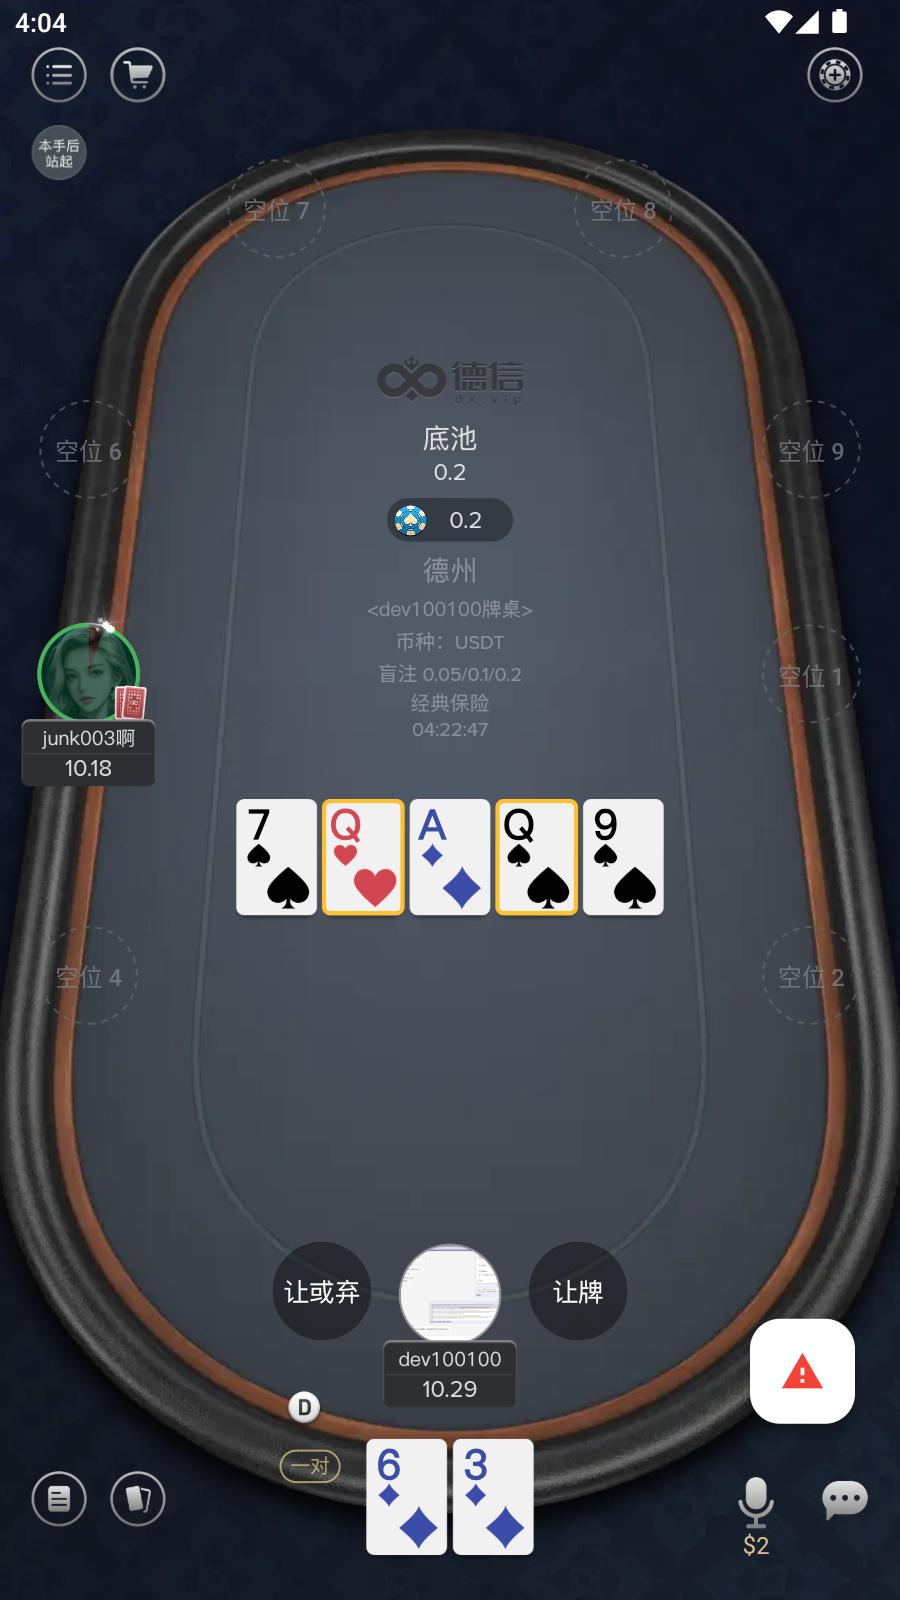 4:04
本手后
站起
空位 7
空位 8
德信
dx.vip
底池
0.2
0.2
空位 6
空位 9
德州
<dev100100牌桌>
币种：USDT
盲注 0.05/0.1/0.2
经典保险
04:22:47
空位 1
junk003啊
10.18
7
Q
A
Q
9
空位 4
空位 2
让或弃
让牌
dev100100
10.29
D
一对
6
3
$2